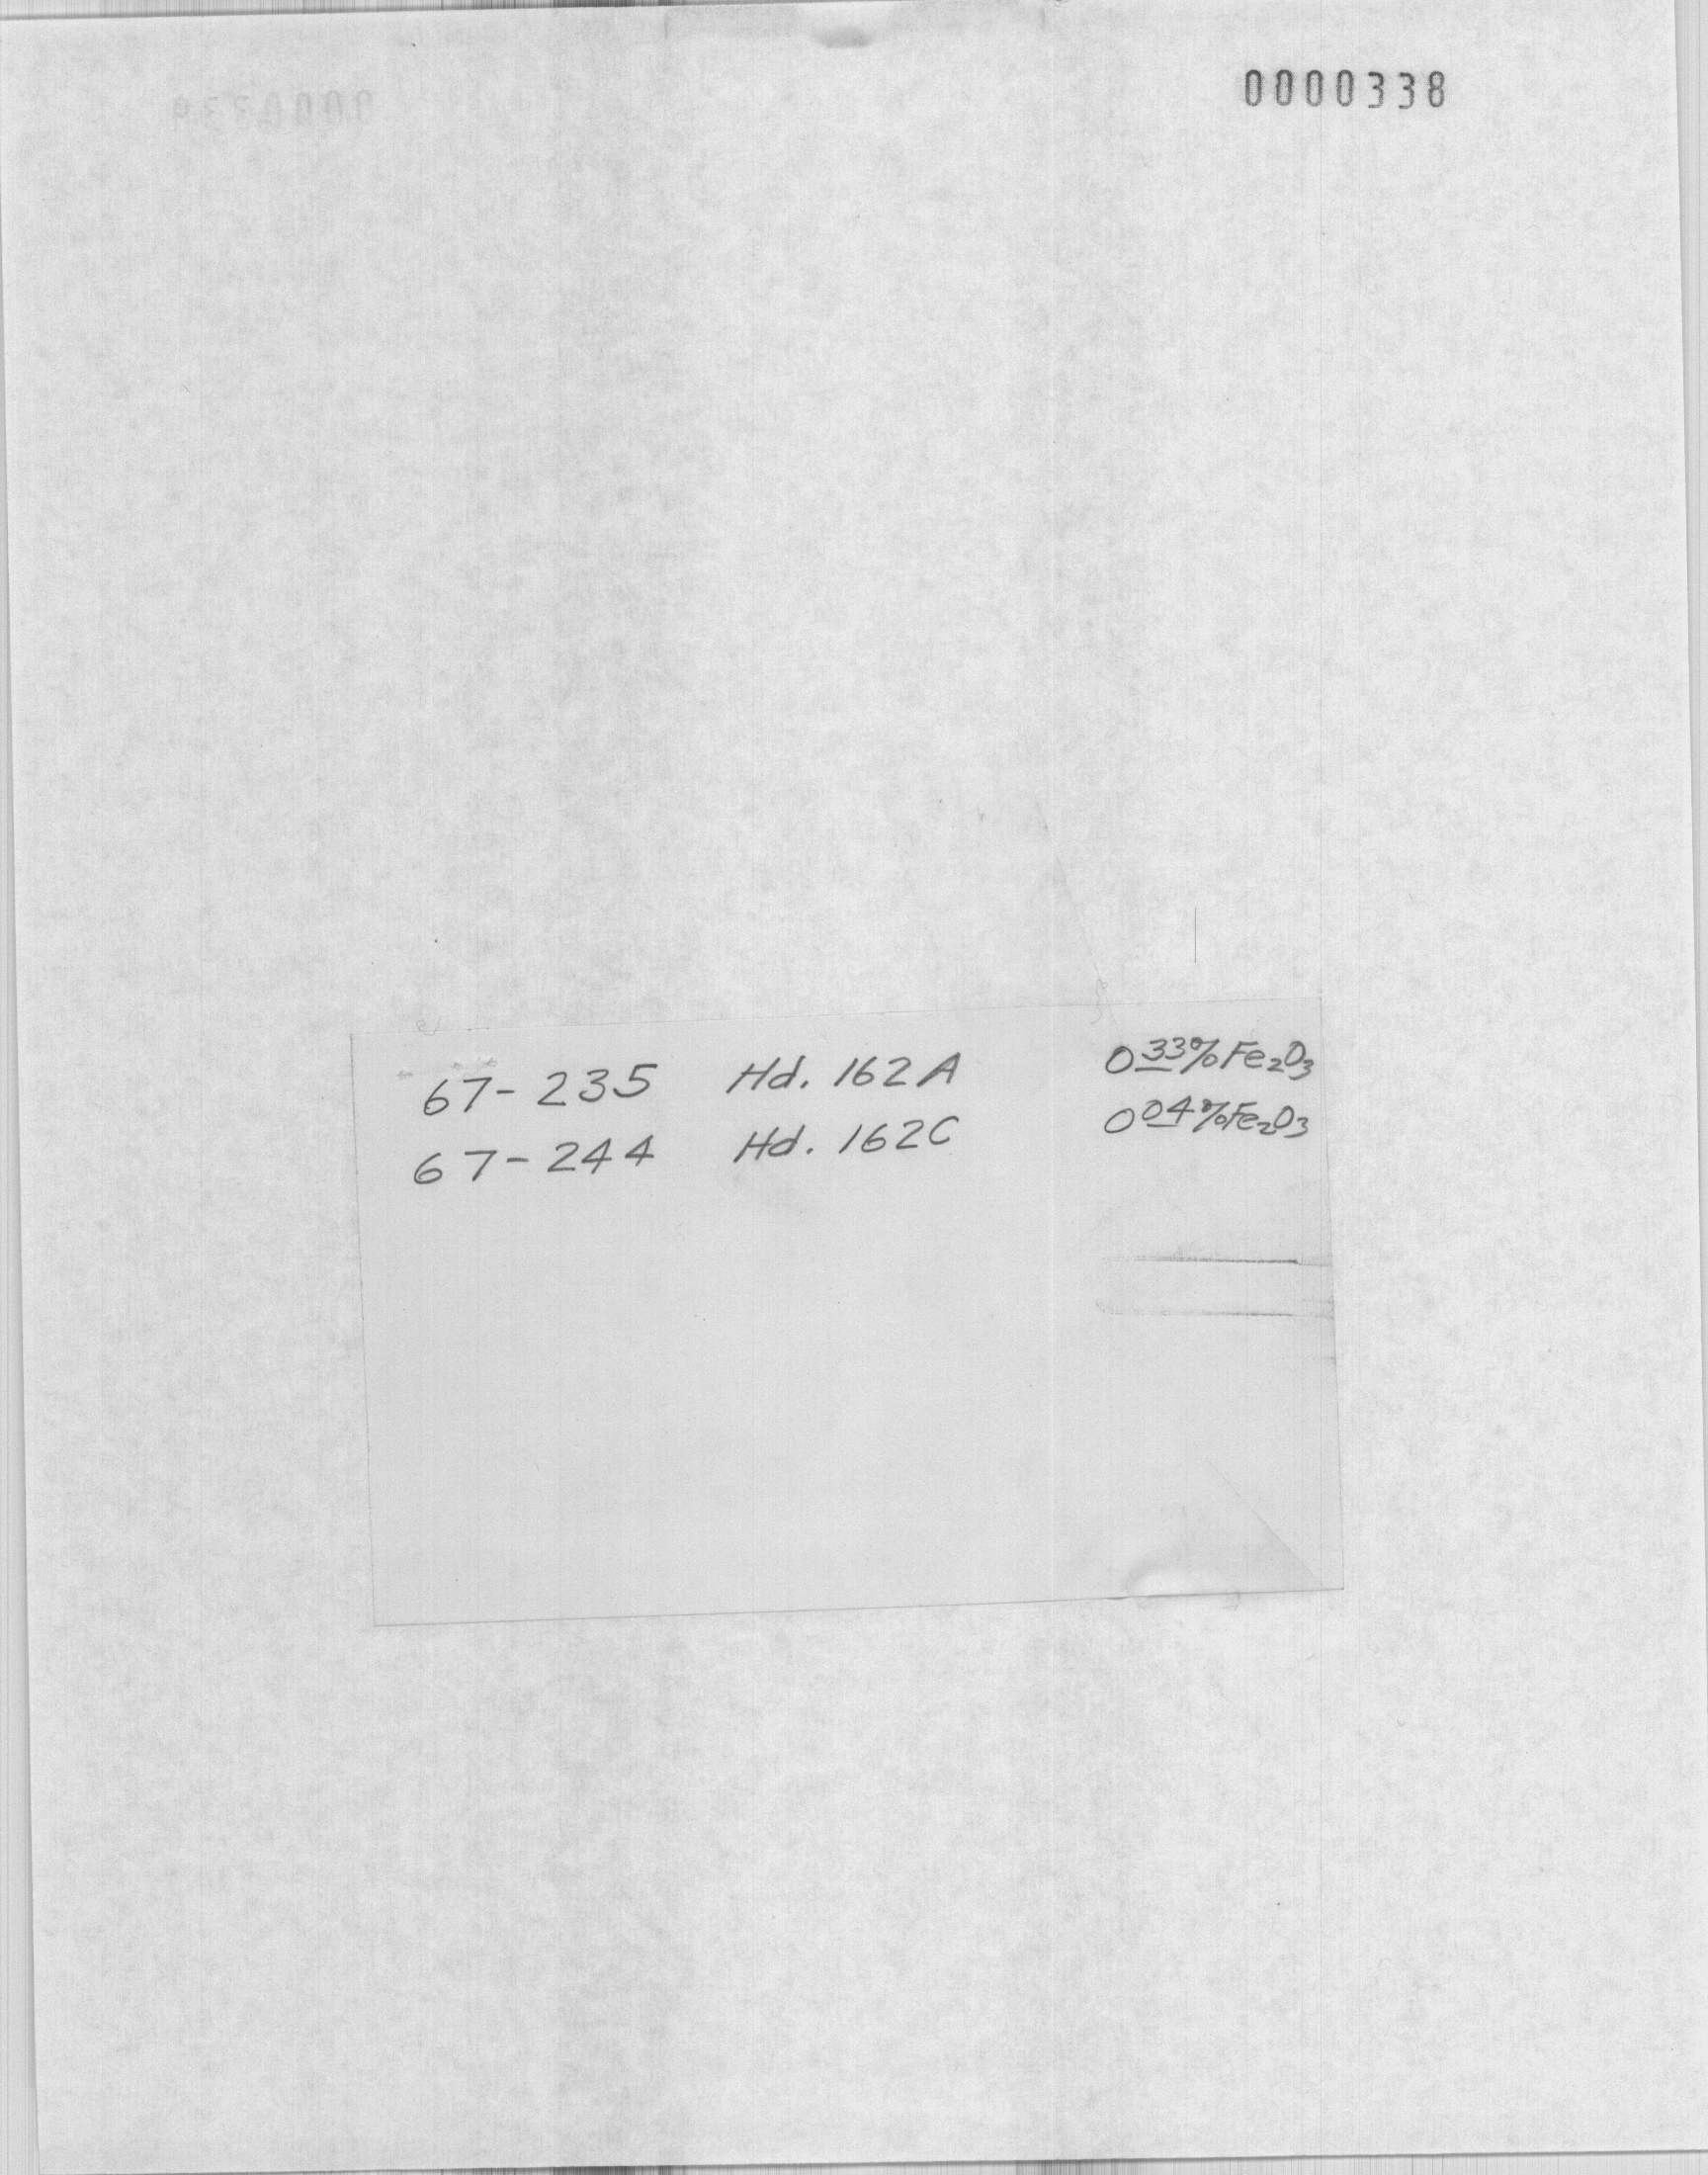 0000338
67-235 Hd. 162A 0 33% Fe₂O₃
67-244 Hd. 162C 0 04% Fe₂O₃